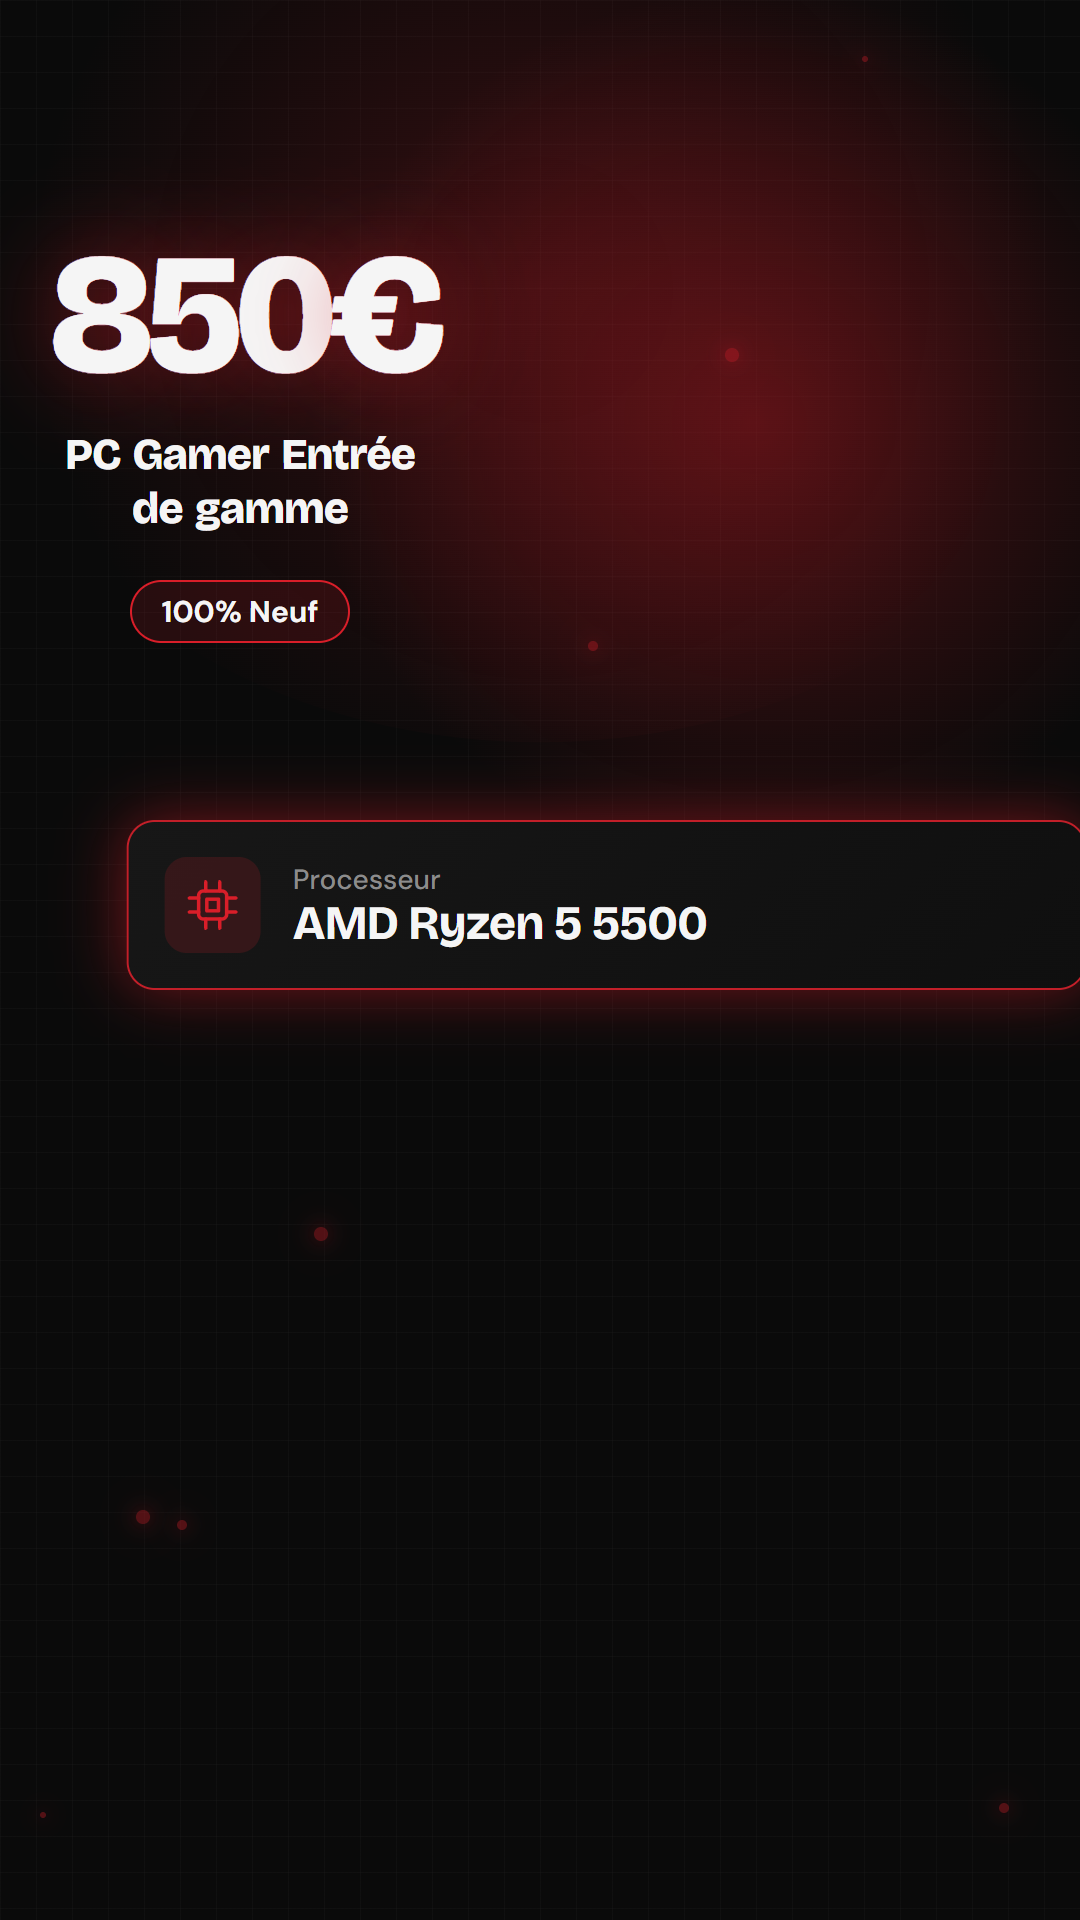 850€
PC Gamer Entrée
de gamme
100% Neuf
Processeur
AMD Ryzen 5 5500